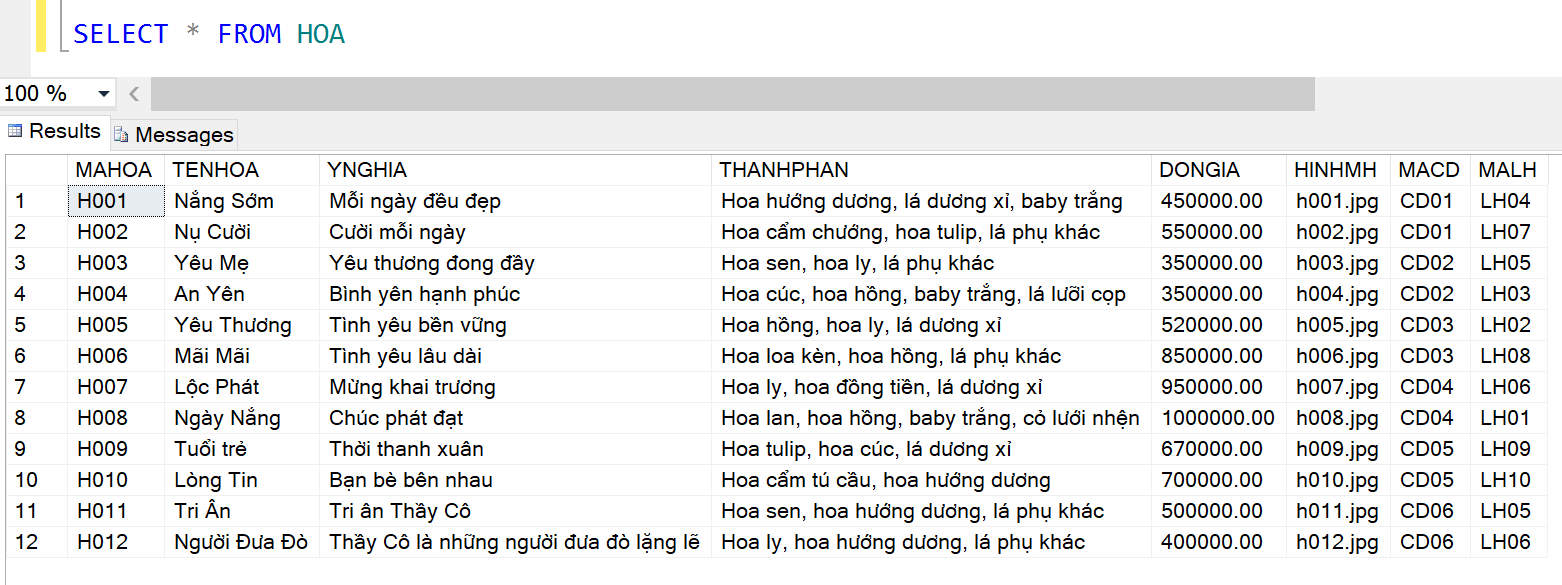 SELECT * FROM HOA
100 %
Results Messages
MAHOA TENHOA YNGHIA THANHPHAN DONGIA HINHMH MACD MALH
1 H001 Nắng Sớm Mỗi ngày đều đẹp Hoa hướng dương, lá dương xỉ, baby trắng 450000.00 h001.jpg CD01 LH04
2 H002 Nụ Cười Cười mỗi ngày Hoa cẩm chướng, hoa tulip, lá phụ khác 550000.00 h002.jpg CD01 LH07
3 H003 Yêu Mẹ Yêu thương đong đầy Hoa sen, hoa ly, lá phụ khác 350000.00 h003.jpg CD02 LH05
4 H004 An Yên Bình yên hạnh phúc Hoa cúc, hoa hồng, baby trắng, lá lưỡi cọp 350000.00 h004.jpg CD02 LH03
5 H005 Yêu Thương Tình yêu bền vững Hoa hồng, hoa ly, lá dương xỉ 520000.00 h005.jpg CD03 LH02
6 H006 Mãi Mãi Tình yêu lâu dài Hoa loa kèn, hoa hồng, lá phụ khác 850000.00 h006.jpg CD03 LH08
7 H007 Lộc Phát Mừng khai trương Hoa ly, hoa đồng tiền, lá dương xỉ 950000.00 h007.jpg CD04 LH06
8 H008 Ngày Nắng Chúc phát đạt Hoa lan, hoa hồng, baby trắng, cỏ lưới nhện 1000000.00 h008.jpg CD04 LH01
9 H009 Tuổi trẻ Thời thanh xuân Hoa tulip, hoa cúc, lá dương xỉ 670000.00 h009.jpg CD05 LH09
10 H010 Lòng Tin Bạn bè bên nhau Hoa cẩm tú cầu, hoa hướng dương 700000.00 h010.jpg CD05 LH10
11 H011 Tri Ân Tri ân Thầy Cô Hoa sen, hoa hướng dương, lá phụ khác 500000.00 h011.jpg CD06 LH05
12 H012 Người Đưa Đò Thầy Cô là những người đưa đò lặng lẽ Hoa ly, hoa hướng dương, lá phụ khác 400000.00 h012.jpg CD06 LH06